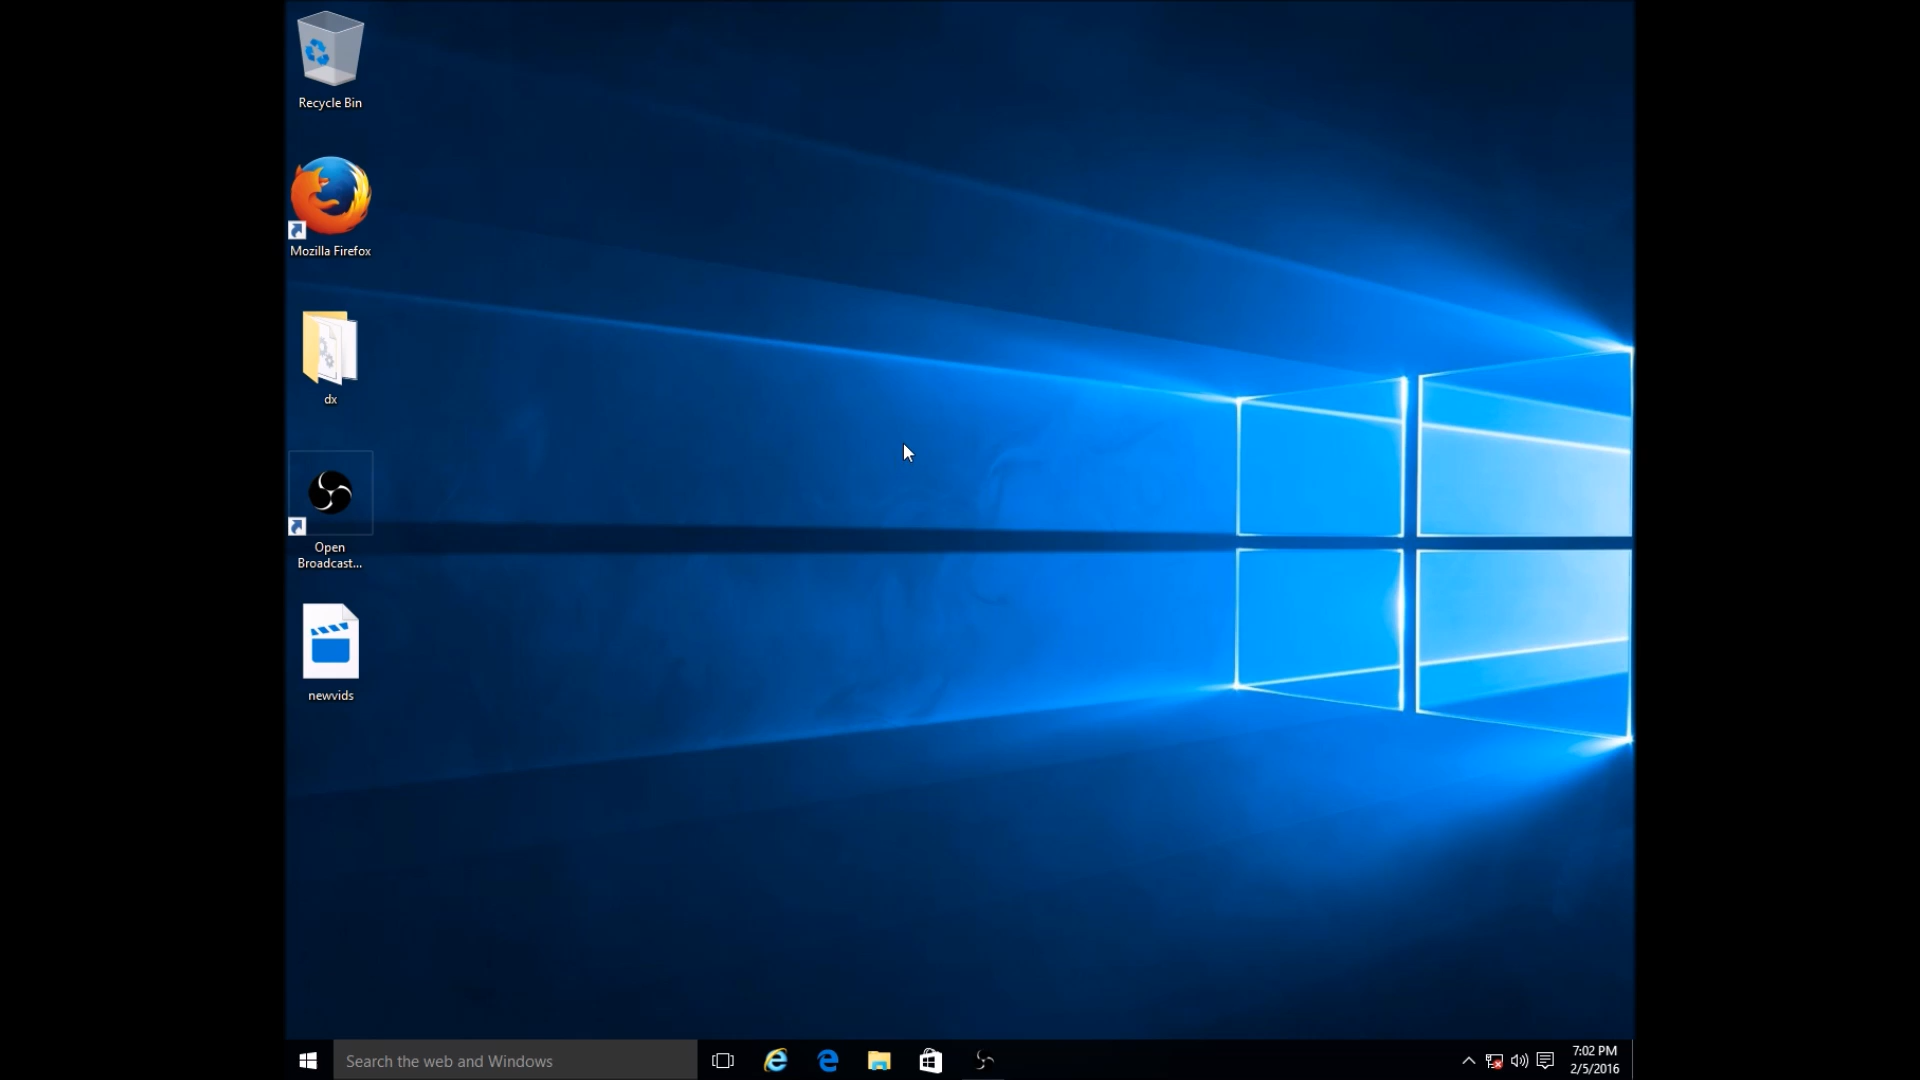 Recycle Bin
Mozilla Firefox
dx
Open
Broadcast...
newvids
Search the web and Windows
7:02 PM
2/5/2016